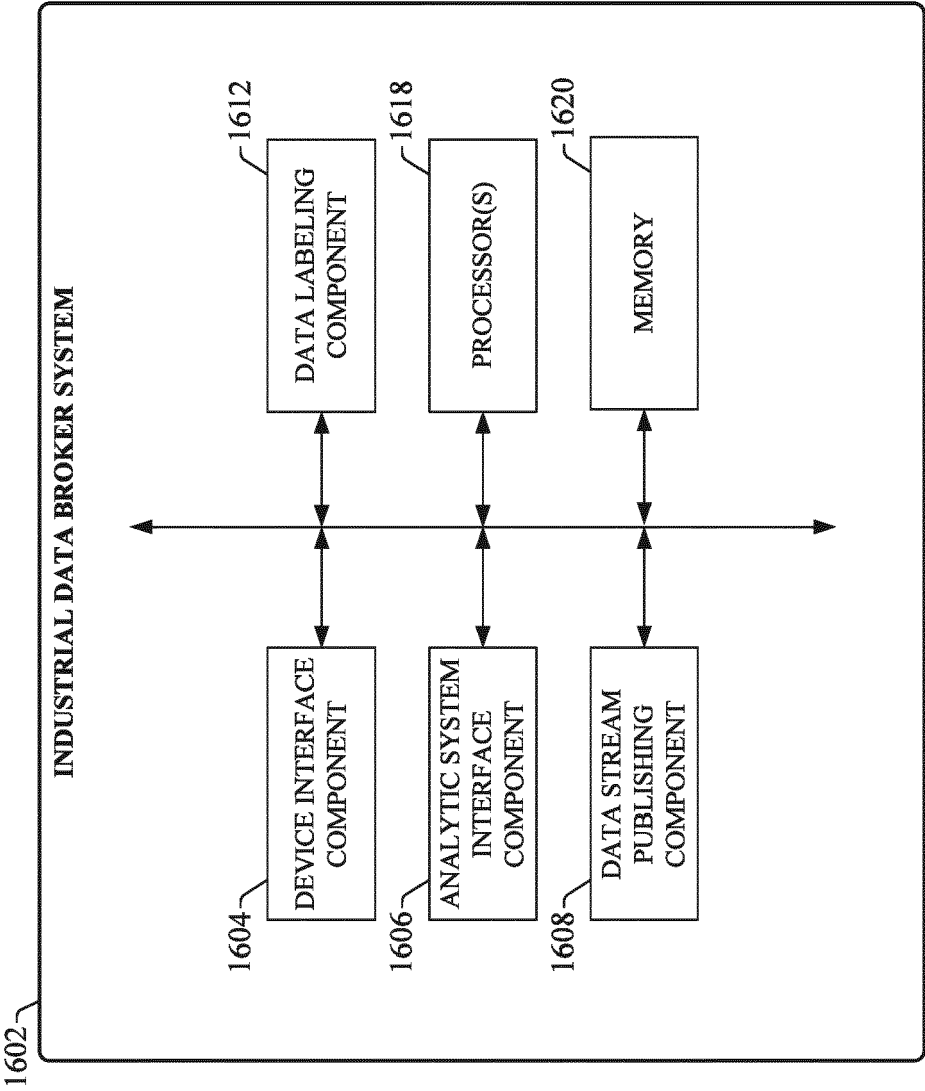 1602
INDUSTRIAL DATA BROKER SYSTEM
1604
DEVICE INTERFACE
COMPONENT
1612
DATA LABELING
COMPONENT
1606
ANALYTIC SYSTEM
INTERFACE
COMPONENT
1618
PROCESSOR(S)
1608
DATA STREAM
PUBLISHING
COMPONENT
1620
MEMORY